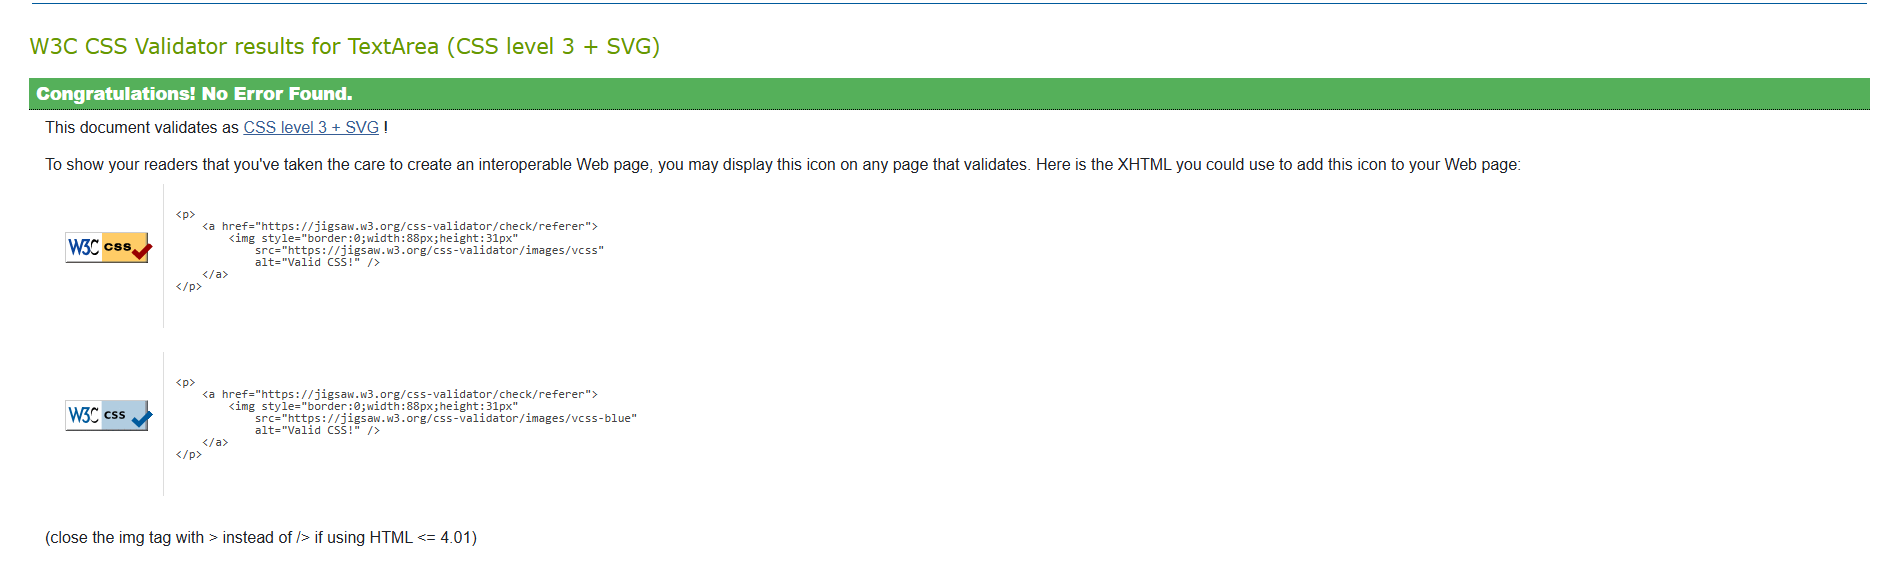 W3C CSS Validator results for TextArea (CSS level 3 + SVG)
Congratulations! No Error Found.
This document validates as CSS level 3 + SVG !
To show your readers that you've taken the care to create an interoperable Web page, you may display this icon on any page that validates. Here is the XHTML you could use to add this icon to your Web page:
W3C css
<p>
    <a href="https://jigsaw.w3.org/css-validator/check/referer">
        <img style="border:0;width:88px;height:31px"
            src="https://jigsaw.w3.org/css-validator/images/vcss"
            alt="Valid CSS!" />
    </a>
</p>
W3C css
<p>
    <a href="https://jigsaw.w3.org/css-validator/check/referer">
        <img style="border:0;width:88px;height:31px"
            src="https://jigsaw.w3.org/css-validator/images/vcss-blue"
            alt="Valid CSS!" />
    </a>
</p>
(close the img tag with > instead of /> if using HTML <= 4.01)